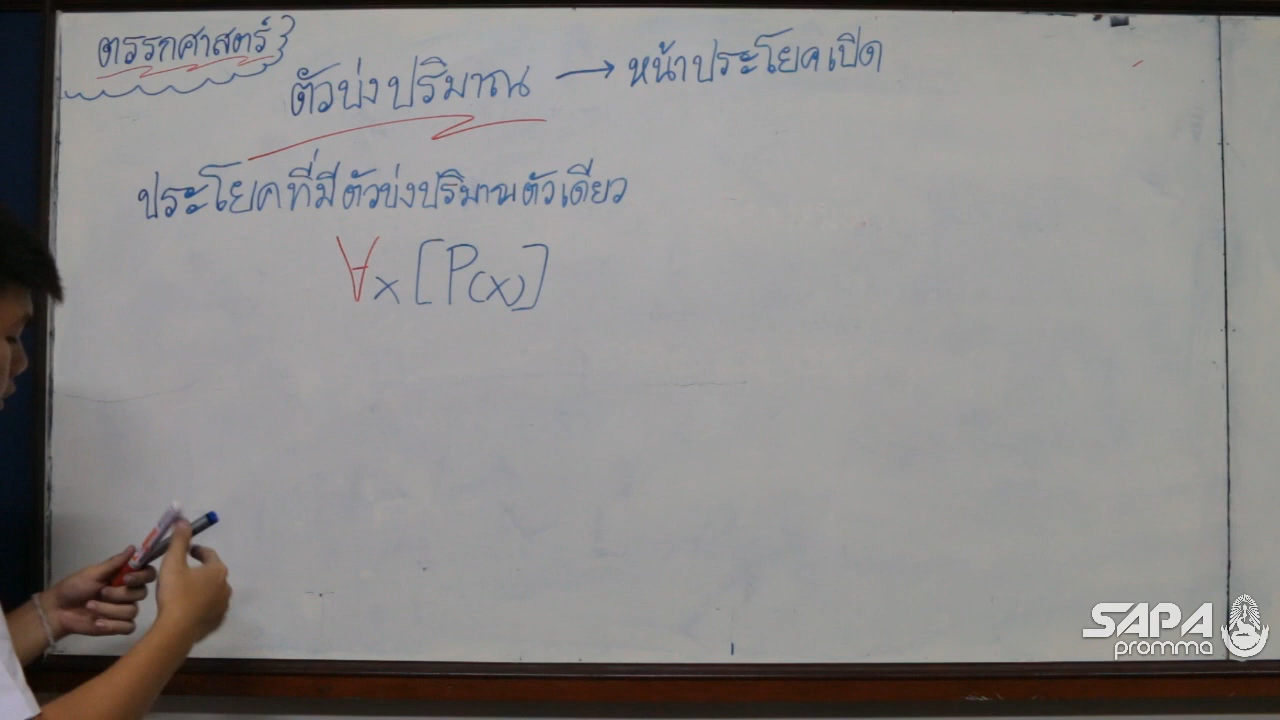 ตรรกศาสตร์
ตัวบ่งปริมาณ → หน้าประโยคเปิด
ประโยคที่มีตัวบ่งปริมาณตัวเดียว
∀x [P(x)]
SAPA
promma